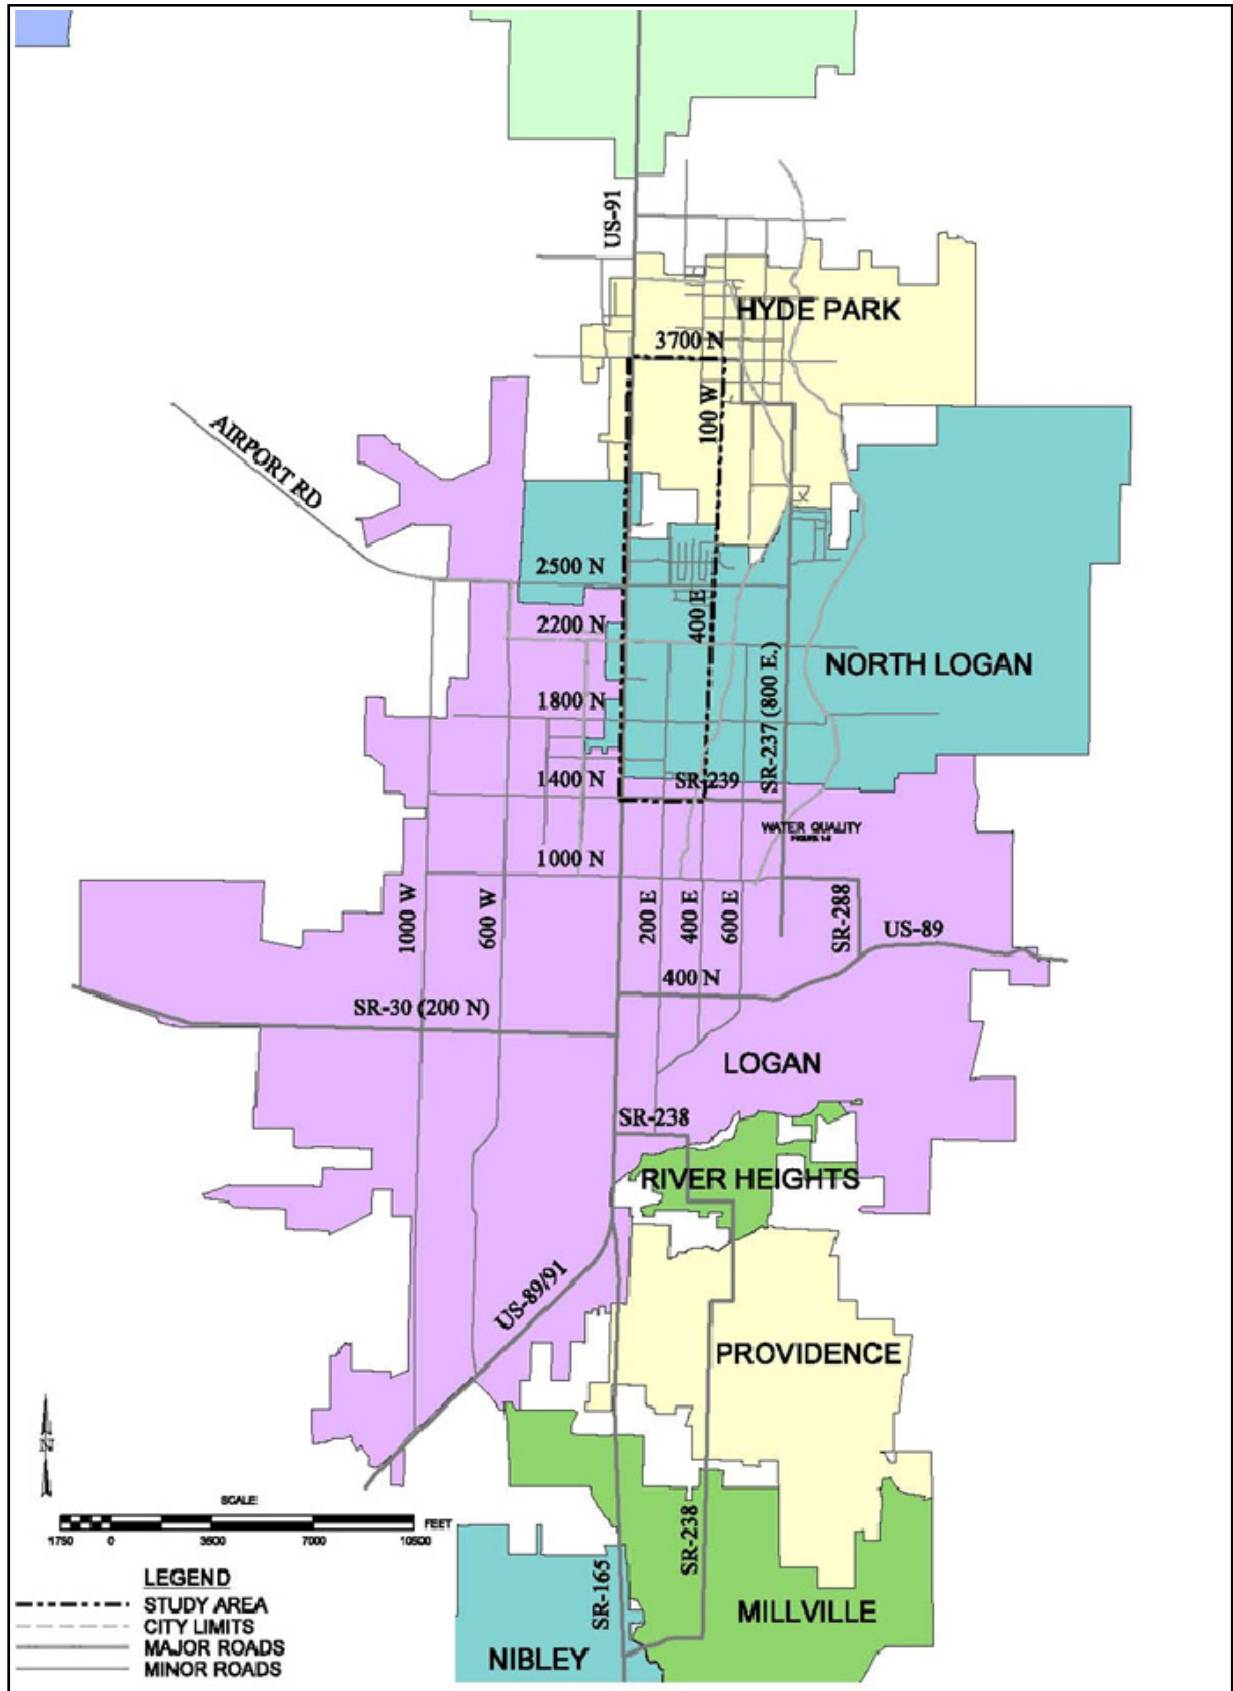 US-91
HYDE PARK
3700 N
100 W
AIRPORT RD
2500 N
400 E
2200 N
NORTH LOGAN
SR-237 (800 E.)
1800 N
1400 N
SR-239
WATER QUALITY
1000 N
1000 W
600 W
200 E
400 E
600 E
SR-288
US-89
400 N
SR-30 (200 N)
LOGAN
SR-238
RIVER HEIGHTS
US-89/91
PROVIDENCE
N
SCALE:
FEET
1750 0 3500 7000 10500
SR-238
SR-165
MILLVILLE
NIBLEY
LEGEND
STUDY AREA
CITY LIMITS
MAJOR ROADS
MINOR ROADS